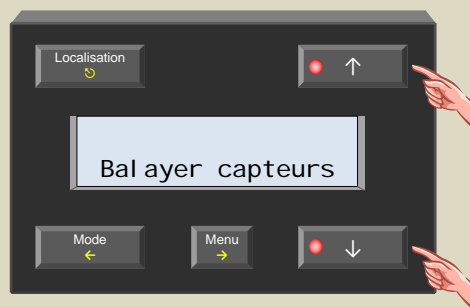 Localisation
↑
Balayer capteurs
Mode
←
Menu
→
↓